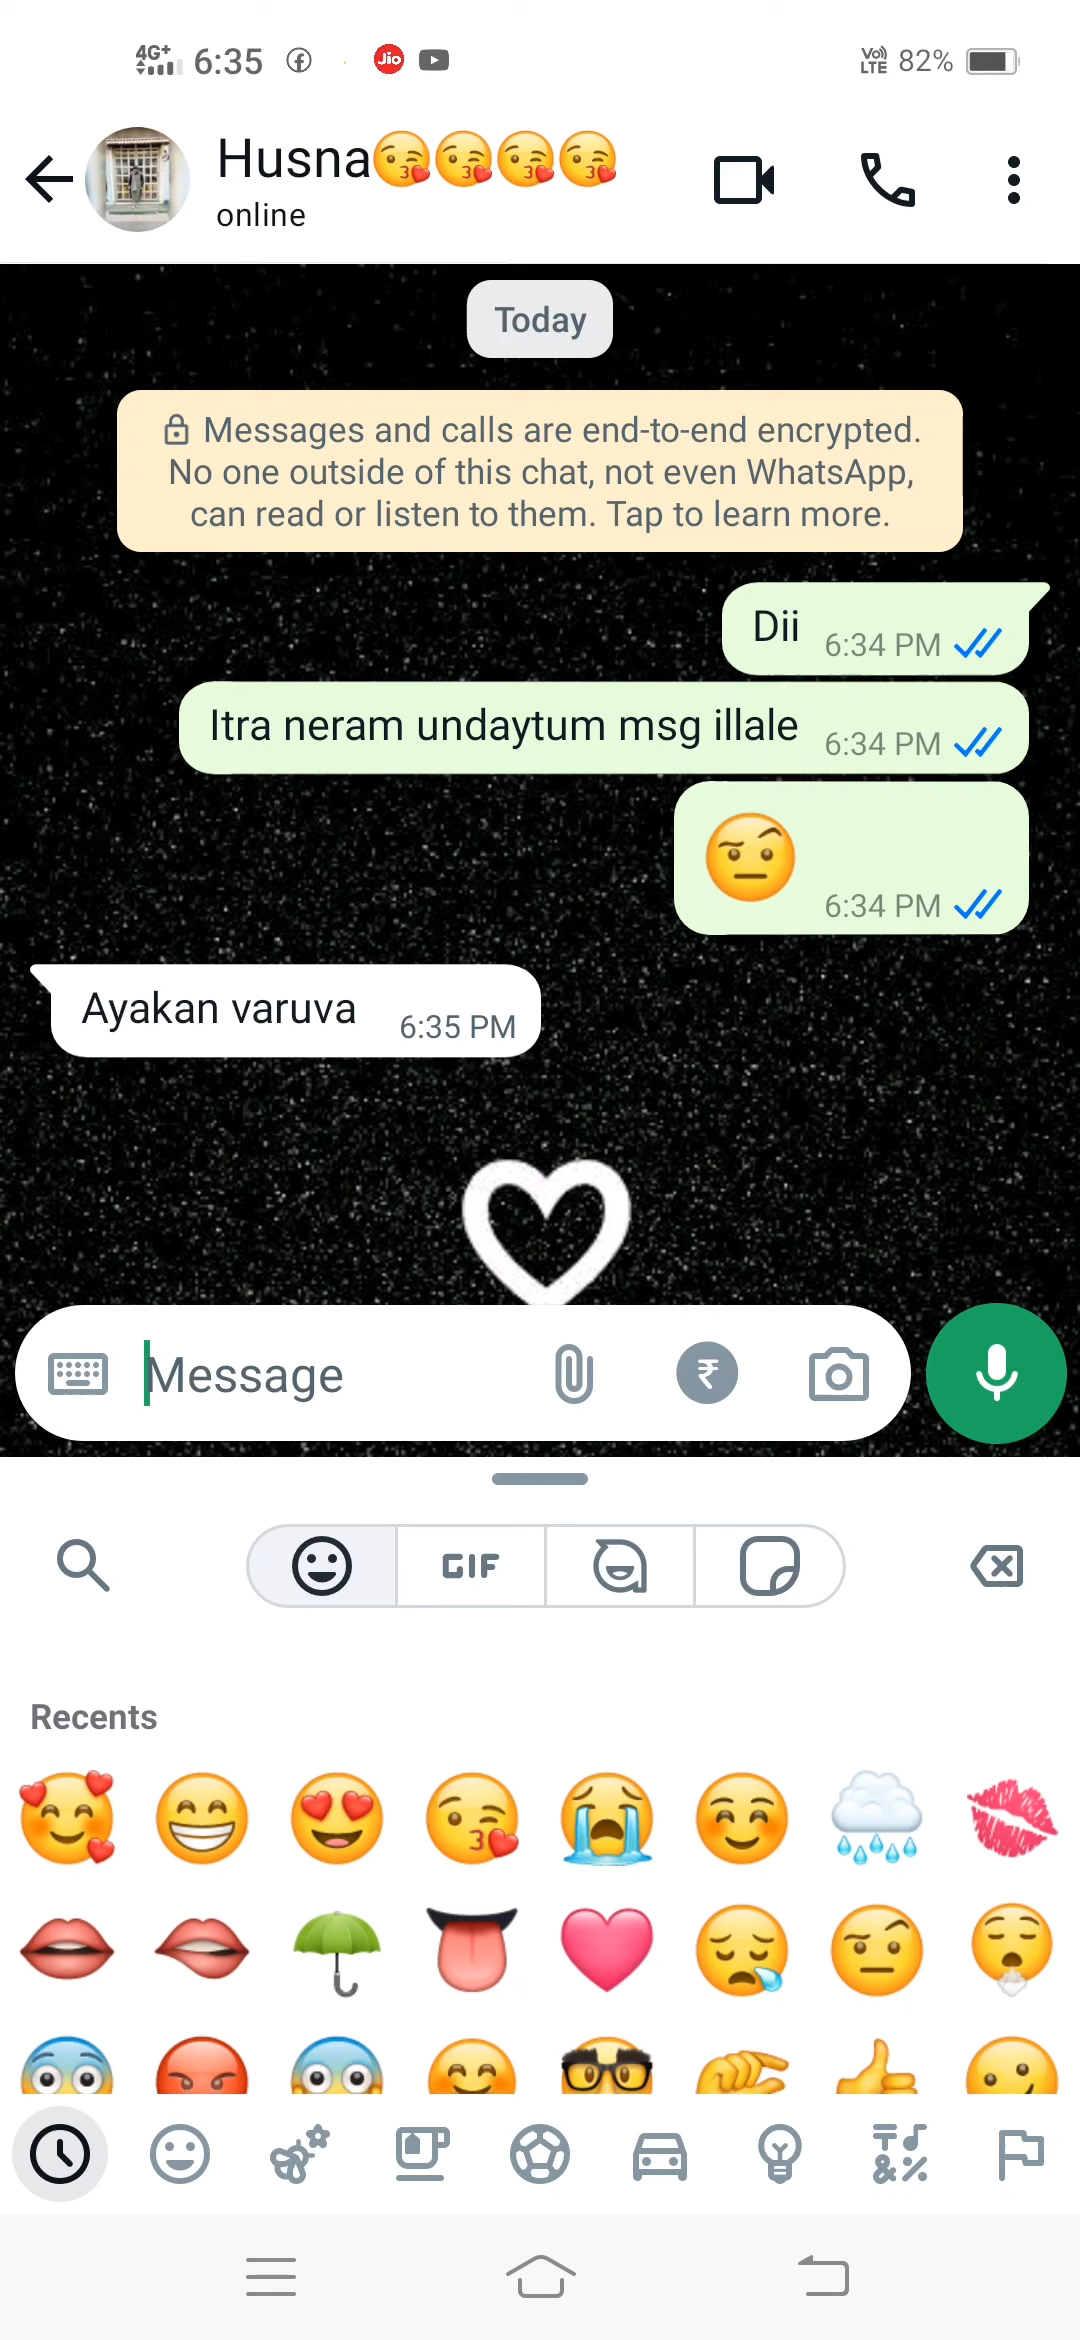 4G+ 6:35 Jio Vo) LTE 82%
Husna😘😘😘😘
online
Today
Messages and calls are end-to-end encrypted.
No one outside of this chat, not even WhatsApp,
can read or listen to them. Tap to learn more.
Dii 6:34 PM
Itra neram undaytum msg illale 6:34 PM
🤨 6:34 PM
Ayakan varuva 6:35 PM
Message
GIF
Recents